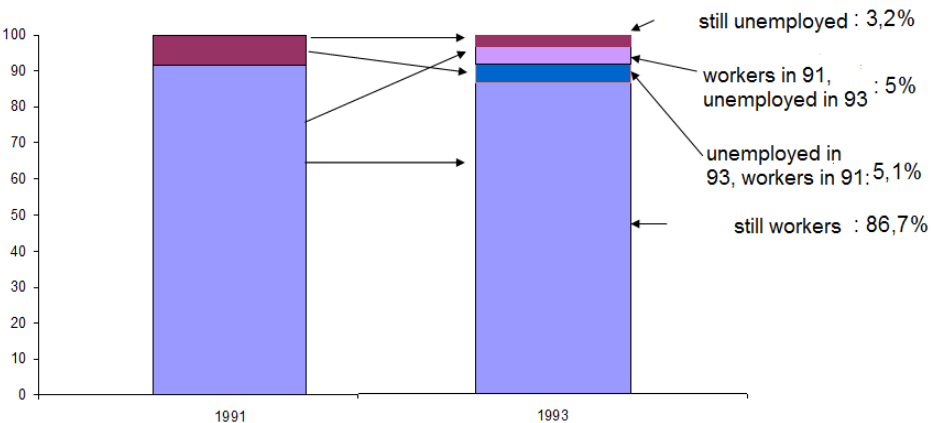 still unemployed : 3,2%
workers in 91,
unemployed in 93 : 5%
unemployed in
93, workers in 91: 5,1%
still workers : 86,7%
100
90
80
70
60
50
40
30
20
10
0
1991
1993